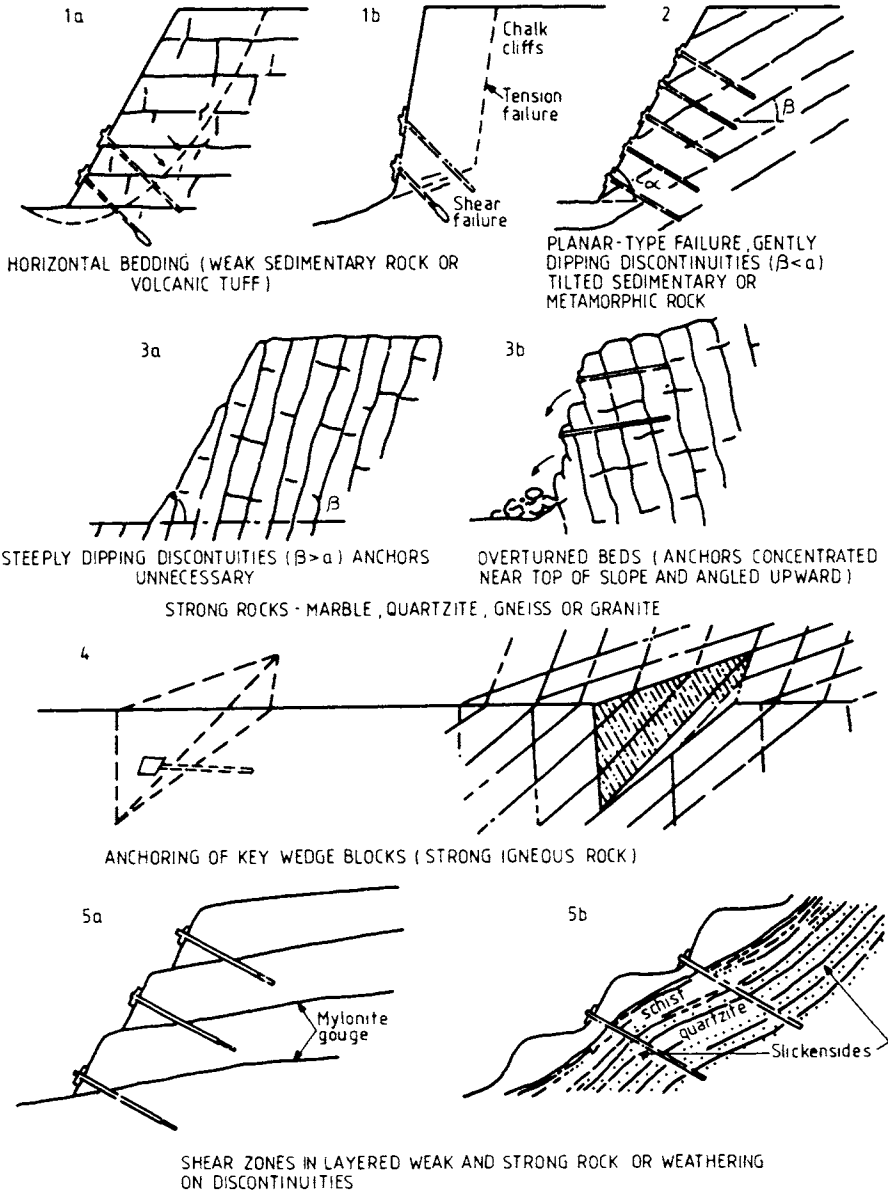 1a
1b
Chalk
cliffs
Tension
failure
Shear
failure
2
β
α
HORIZONTAL BEDDING (WEAK SEDIMENTARY ROCK OR
VOLCANIC TUFF)
PLANAR-TYPE FAILURE, GENTLY
DIPPING DISCONTINUITIES (β<α)
TILTED SEDIMENTARY OR
METAMORPHIC ROCK
3a
β
3b
STEEPLY DIPPING DISCONTUITIES (β>α) ANCHORS
UNNECESSARY
OVERTURNED BEDS (ANCHORS CONCENTRATED
NEAR TOP OF SLOPE AND ANGLED UPWARD)
STRONG ROCKS - MARBLE, QUARTZITE, GNEISS OR GRANITE
4
ANCHORING OF KEY WEDGE BLOCKS (STRONG IGNEOUS ROCK)
5a
Mylonite
gouge
5b
schist
quartzite
Slickensides
SHEAR ZONES IN LAYERED WEAK AND STRONG ROCK OR WEATHERING
ON DISCONTINUITIES